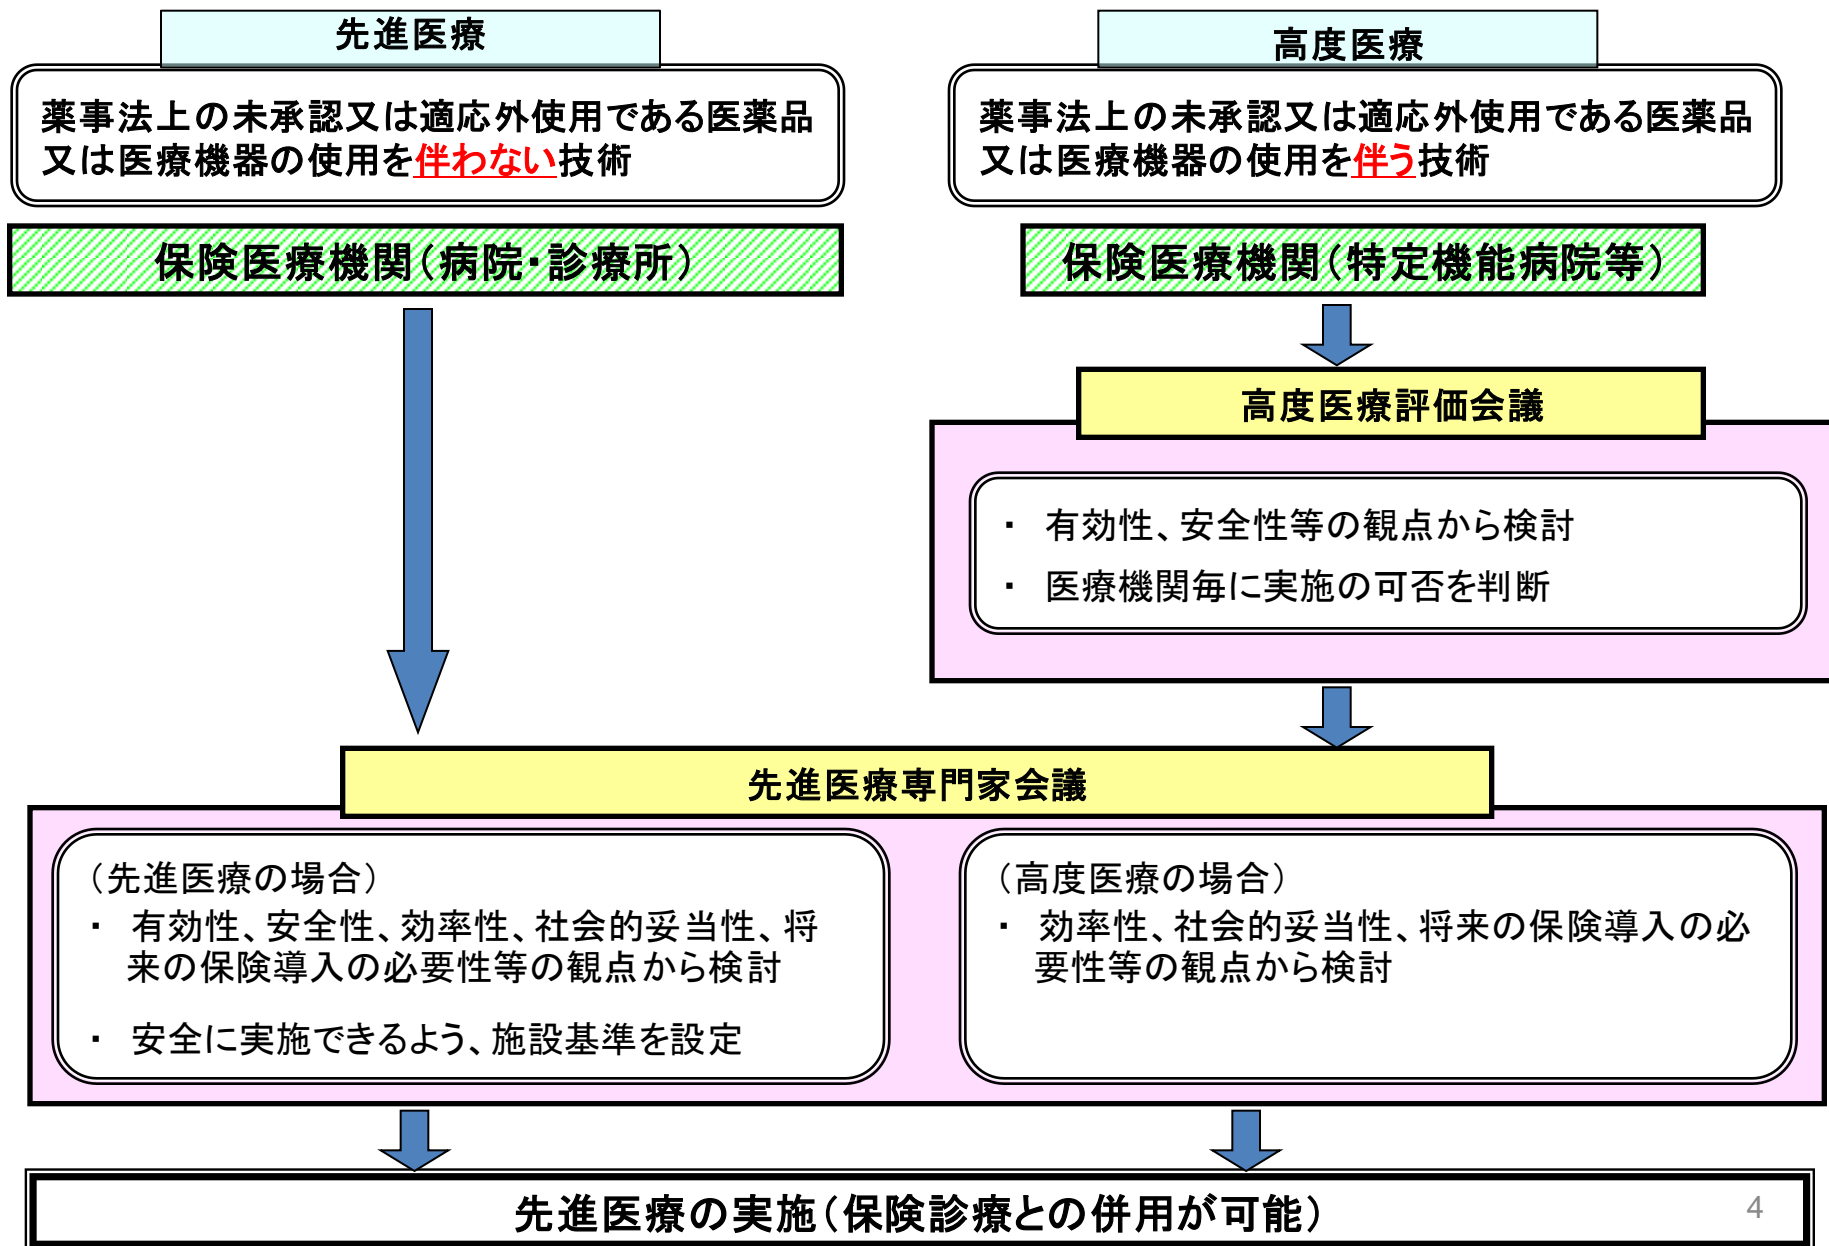 先進医療
薬事法上の未承認又は適応外使用である医薬品
又は医療機器の使用を伴わない技術
保険医療機関（病院・診療所）
高度医療
薬事法上の未承認又は適応外使用である医薬品
又は医療機器の使用を伴う技術
保険医療機関（特定機能病院等）
高度医療評価会議
・ 有効性、安全性等の観点から検討
・ 医療機関毎に実施の可否を判断
先進医療専門家会議
（先進医療の場合）
・ 有効性、安全性、効率性、社会的妥当性、将
来の保険導入の必要性等の観点から検討
・ 安全に実施できるよう、施設基準を設定
（高度医療の場合）
・ 効率性、社会的妥当性、将来の保険導入の必
要性等の観点から検討
先進医療の実施（保険診療との併用が可能）
4